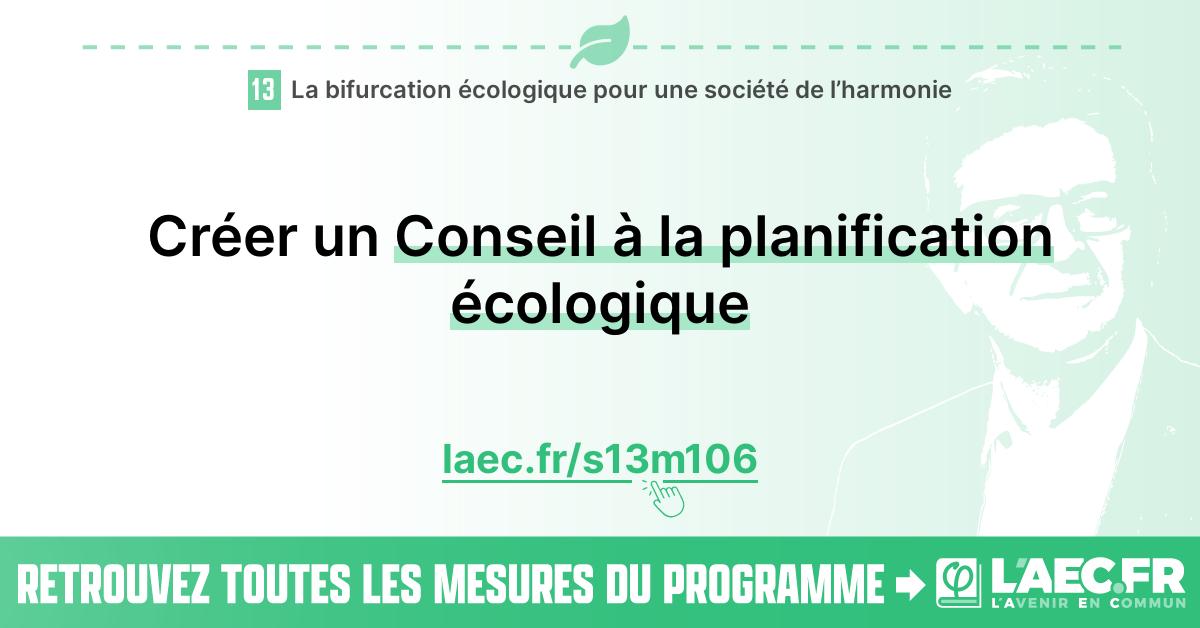 13 La bifurcation écologique pour une société de l’harmonie
Créer un Conseil à la planification
écologique
laec.fr/s13m106
RETROUVEZ TOUTES LES MESURES DU PROGRAMME
φ L'AEC.FR
L'AVENIR EN COMMUN